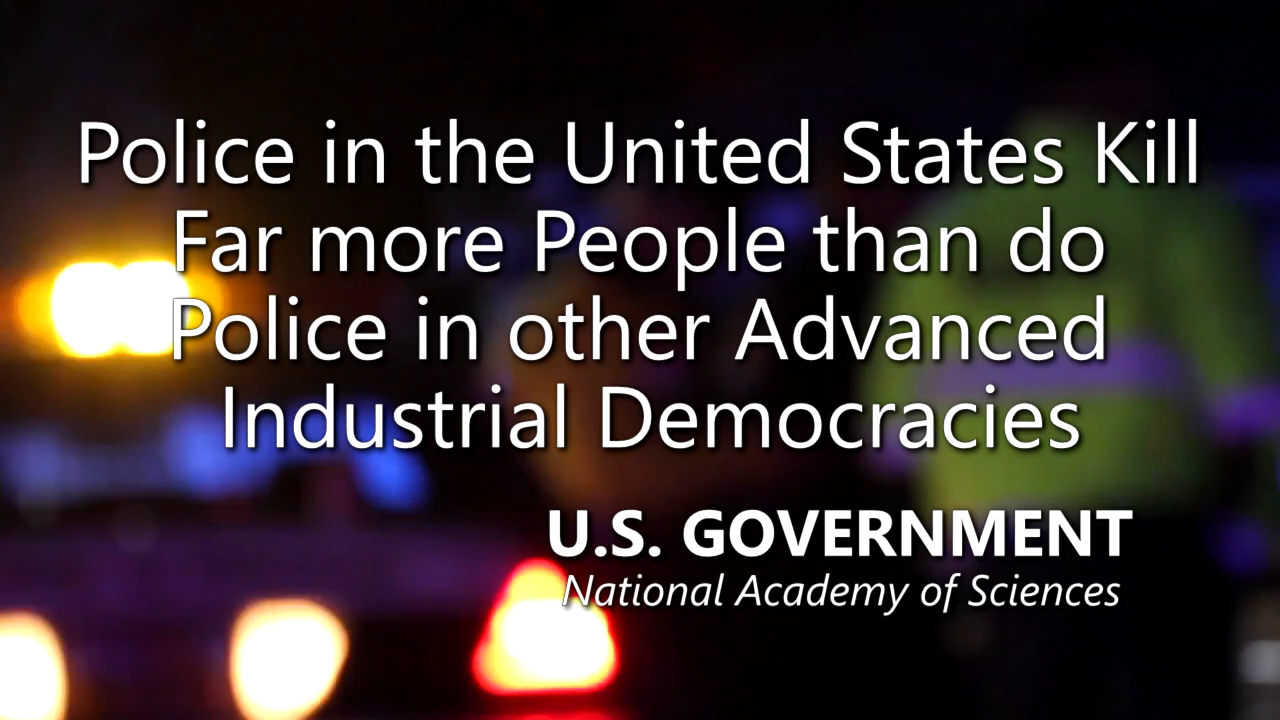 Police in the United States Kill
Far more People than do
Police in other Advanced
Industrial Democracies
U.S. GOVERNMENT
National Academy of Sciences